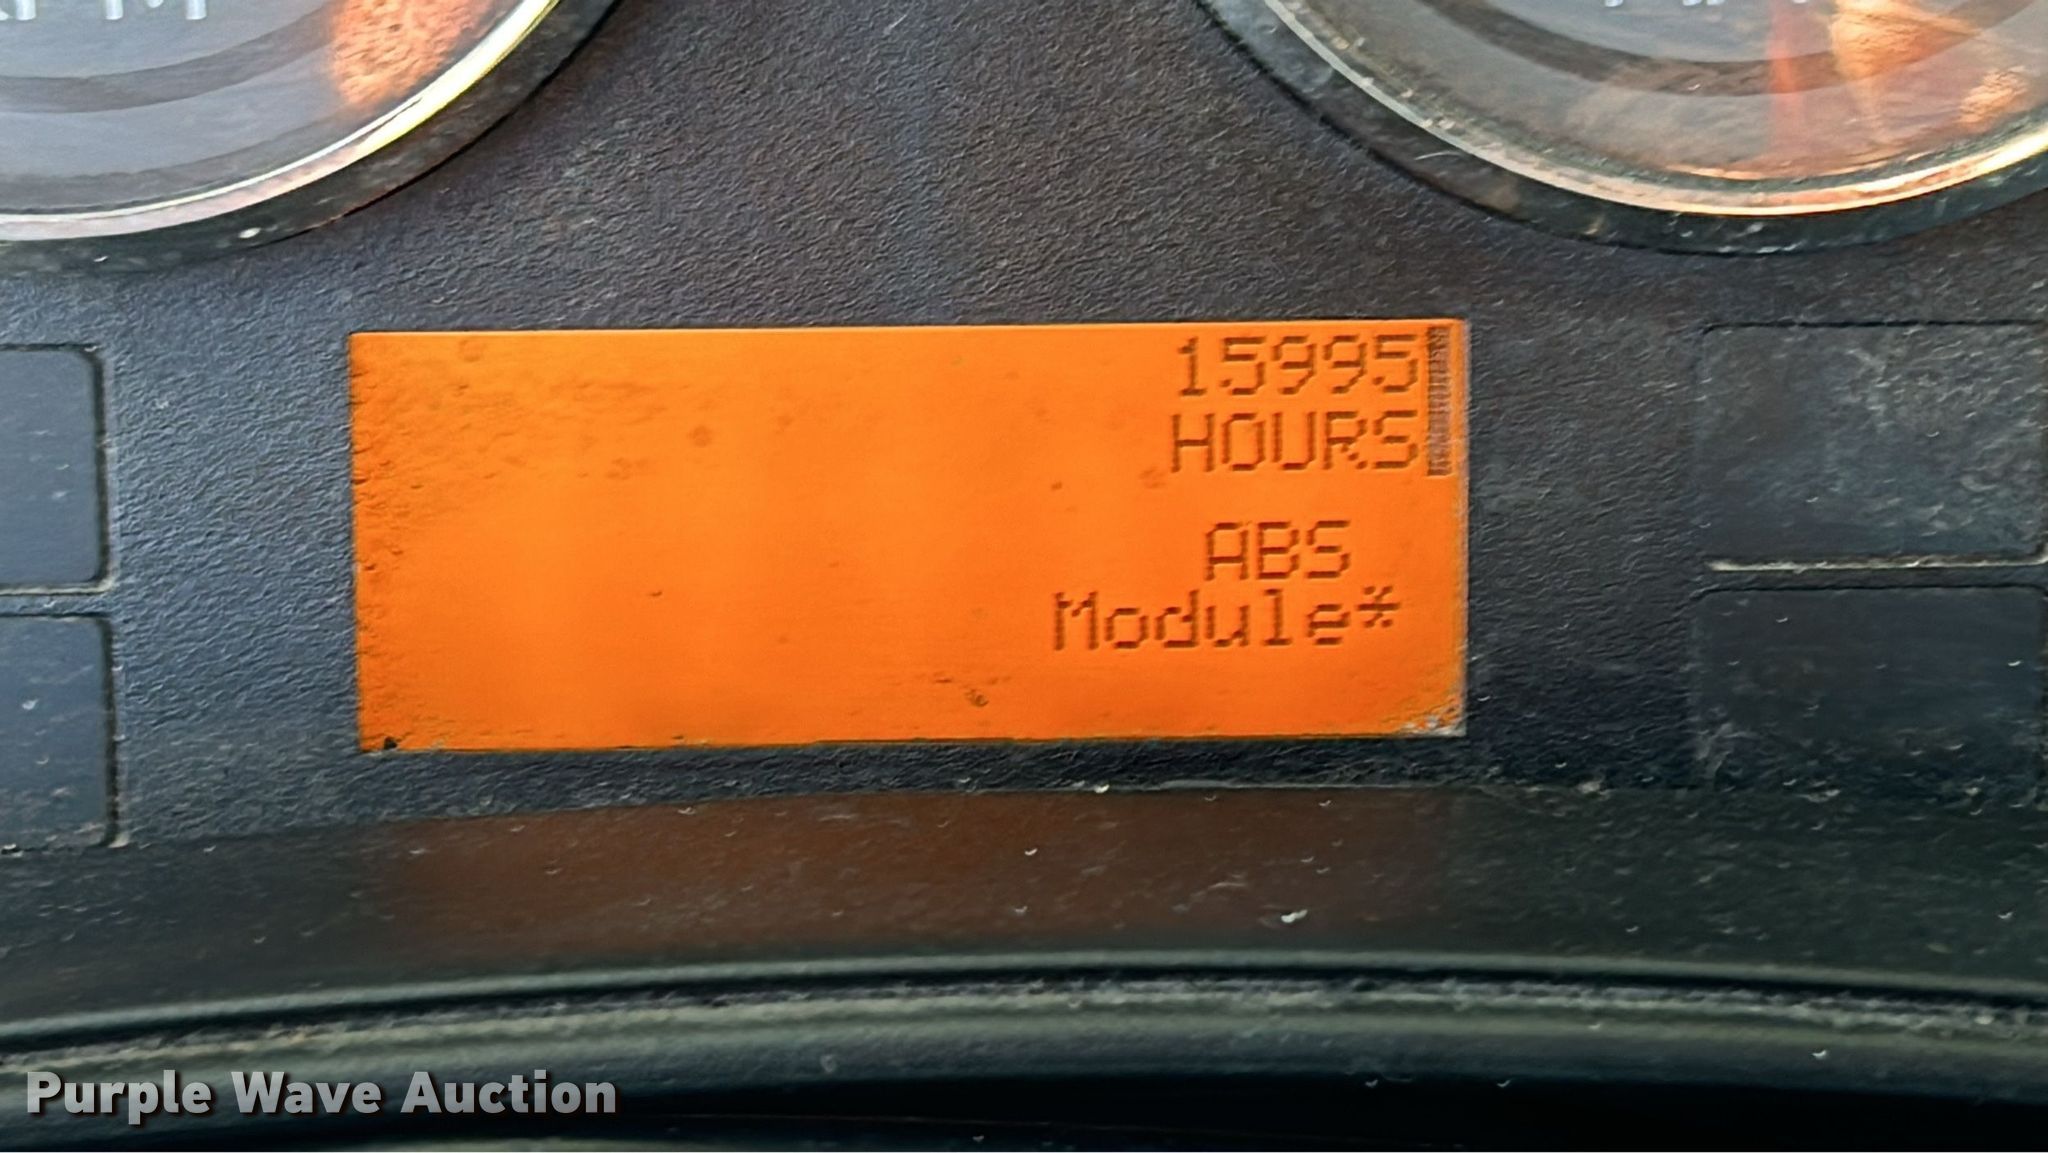 15995
HOURS
ABS
Module*
Purple Wave Auction